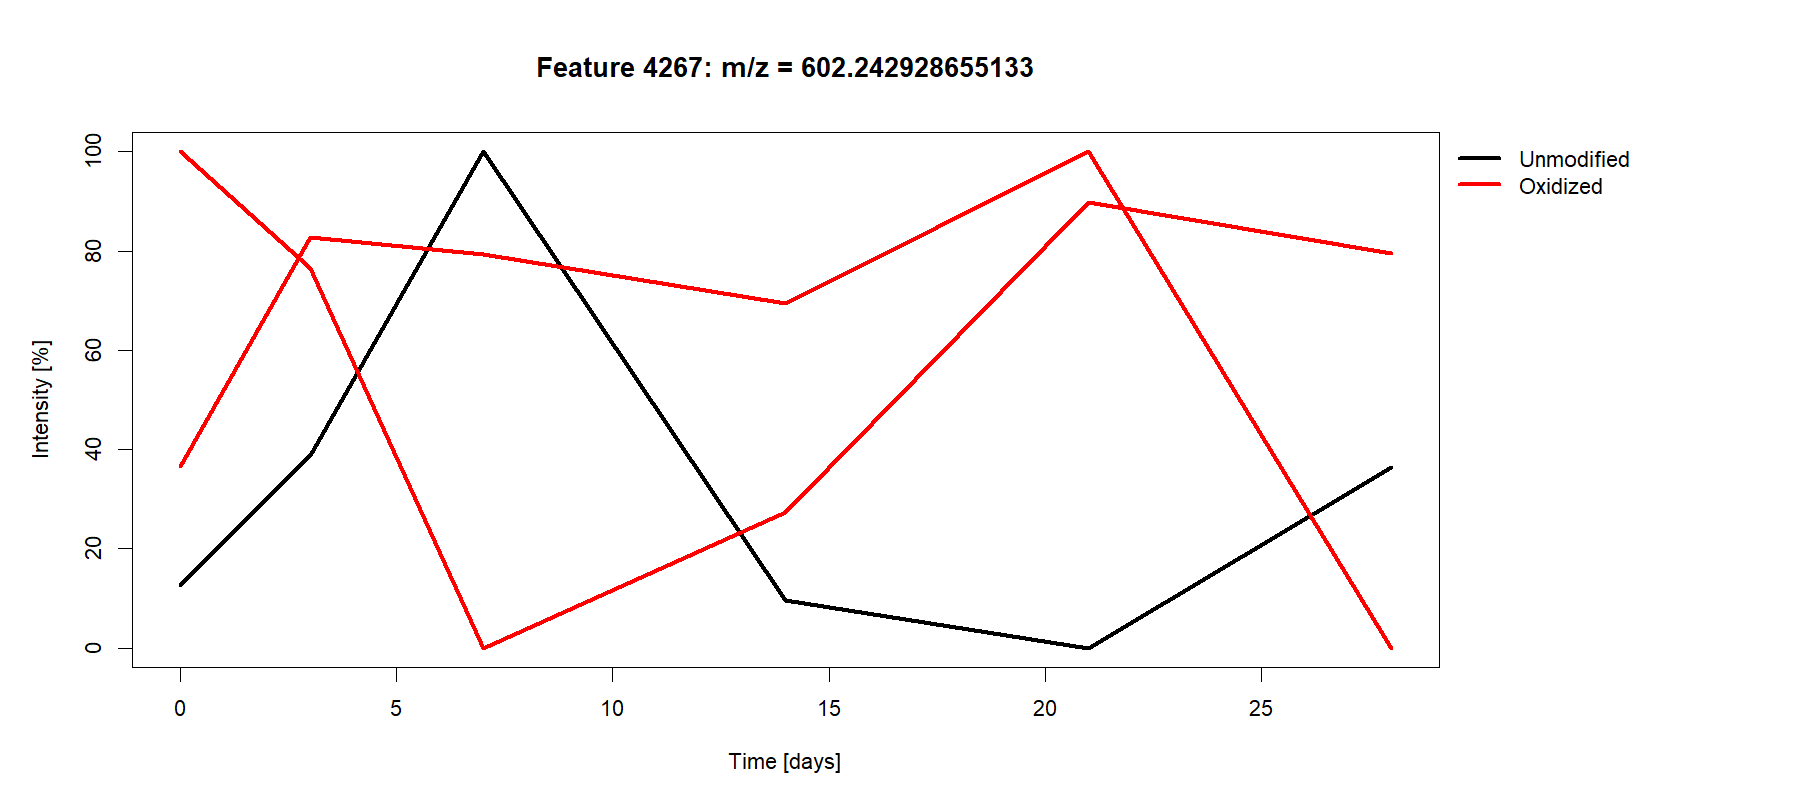 Feature 4267: m/z = 602.242928655133
Unmodified
Oxidized
Intensity [%]
100
80
60
40
20
0
0 5 10 15 20 25
Time [days]